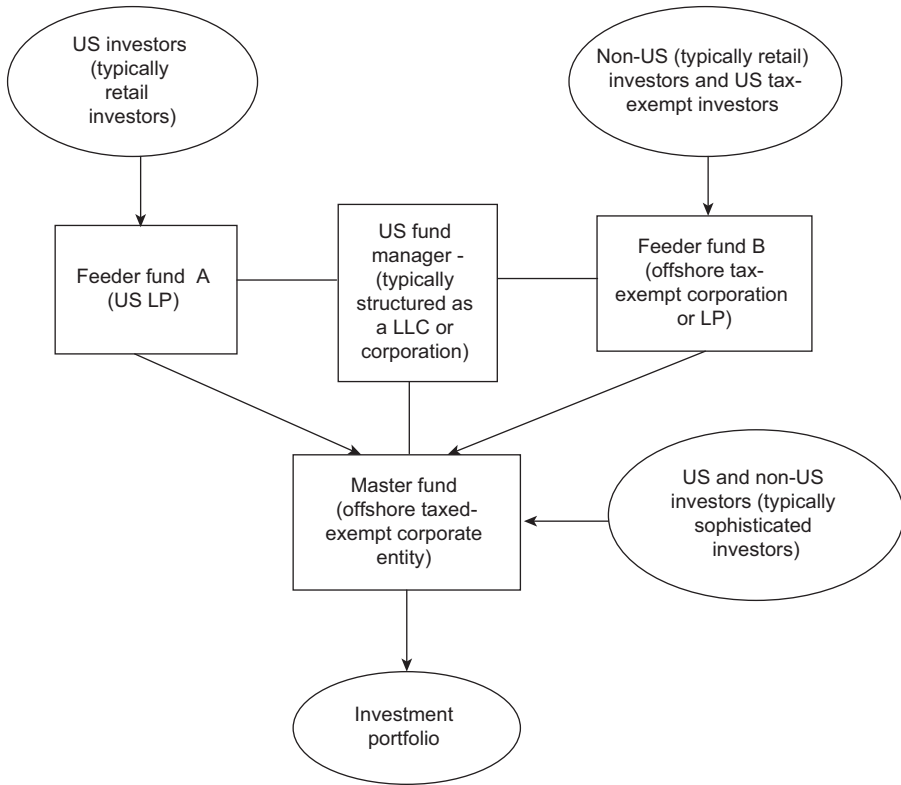 US investors
(typically
retail
investors)
Non-US (typically retail)
investors and US tax-
exempt investors
Feeder fund A
(US LP)
US fund
manager -
(typically
structured as
a LLC or
corporation)
Feeder fund B
(offshore tax-
exempt corporation
or LP)
Master fund
(offshore taxed-
exempt corporate
entity)
US and non-US
investors (typically
sophisticated
investors)
Investment
portfolio